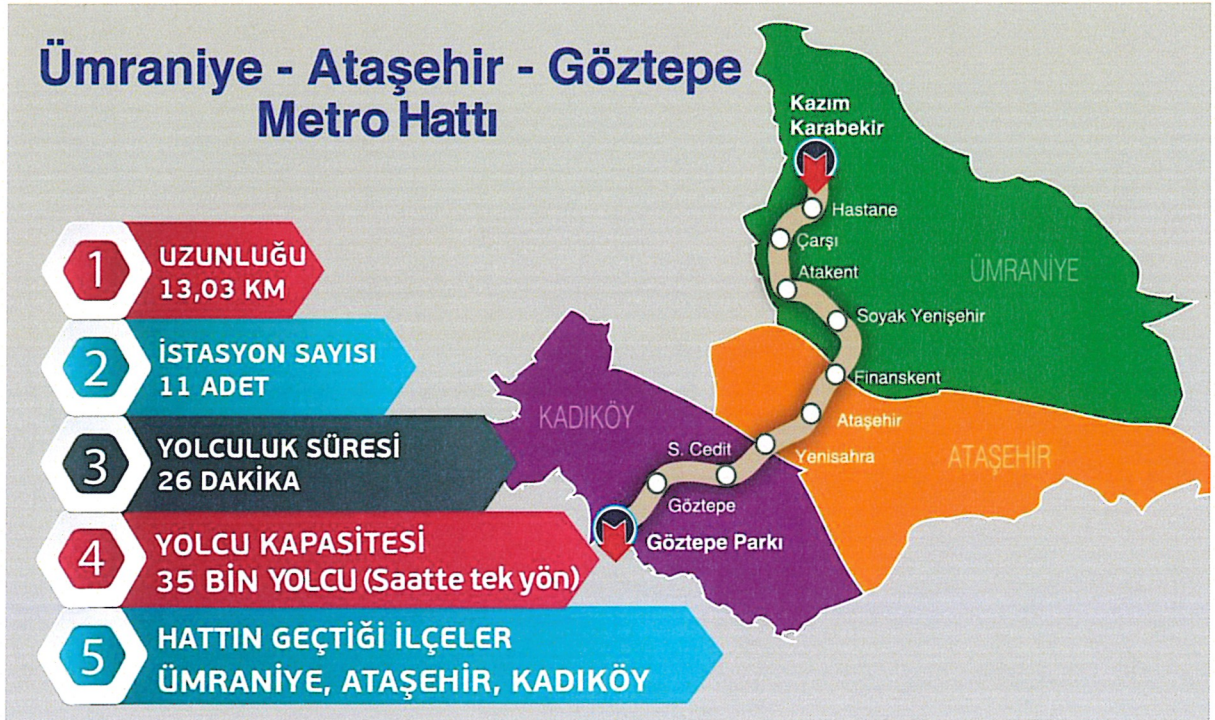 Ümraniye - Ataşehir - Göztepe
Metro Hattı
1
UZUNLUĞU
13,03 KM
2
İSTASYON SAYISI
11 ADET
3
YOLCULUK SÜRESİ
26 DAKİKA
4
YOLCU KAPASİTESİ
35 BİN YOLCU (Saatte tek yön)
5
HATTIN GEÇTİĞİ İLÇELER
ÜMRANİYE, ATAŞEHİR, KADIKÖY
Kazım
Karabekir
Hastane
Çarşı
Atakent
ÜMRANİYE
Soyak Yenişehir
Finanskent
Ataşehir
KADIKÖY
S. Cedit
Yenisahra
ATAŞEHİR
Göztepe
Göztepe Parkı